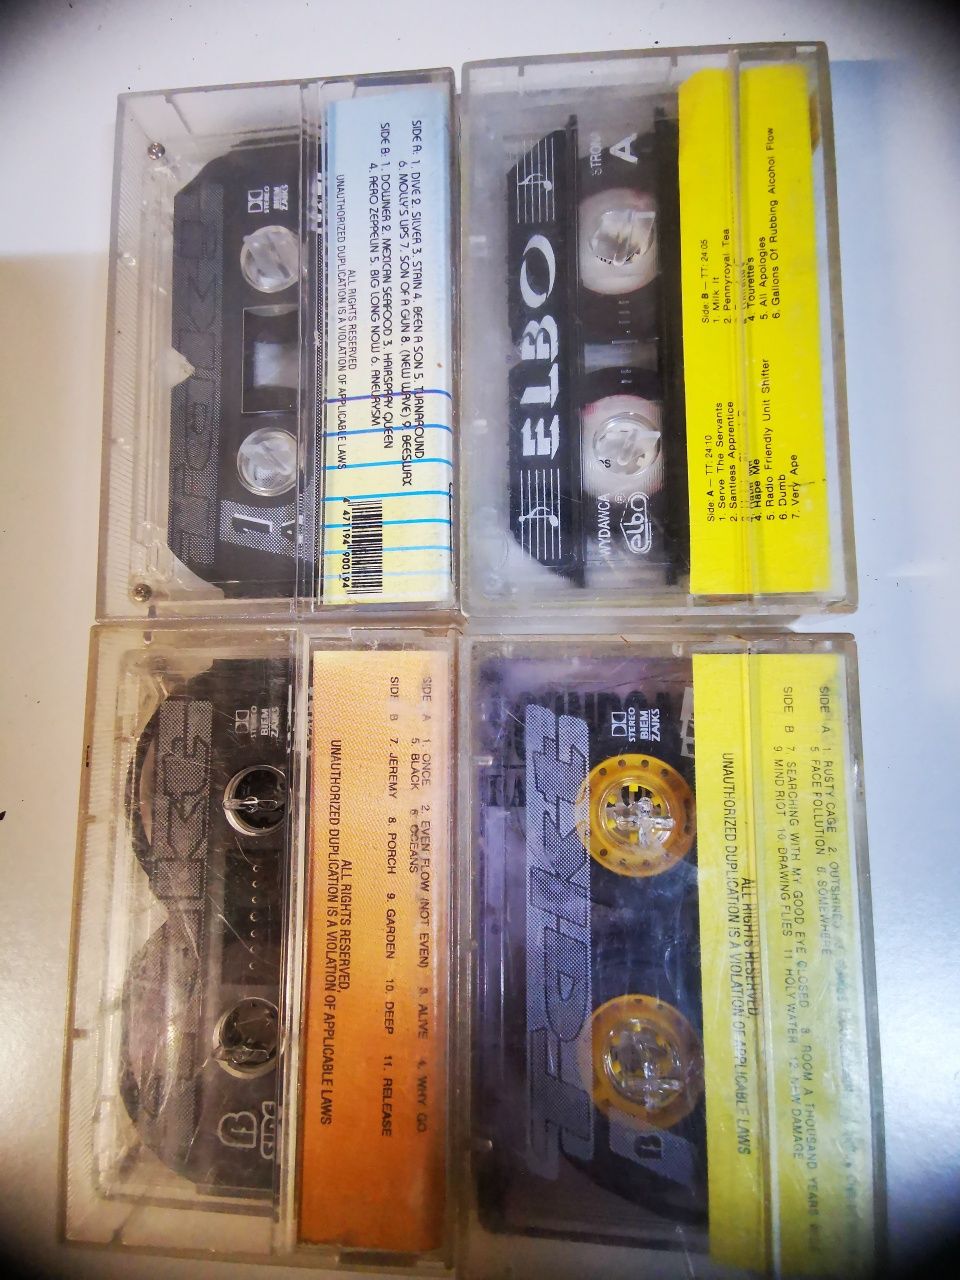 SIDE A: 1. DIVE 2. SILVER 3. STAIN 4. BEEN A SON 5. TURNAROUND
6. MOLLY'S LIPS 7. SON OF A GUN 8. (NEW WAVE) 9. BEESWAX
SIDE B: 1. DOWNER 2. MEXICAN SEAFOOD 3. HAIRSPRAY QUEEN
4. AERO ZEPPELIN 5. BIG LONG NOW 6. ANEURYSM
ALL RIGHTS RESERVED
UNAUTHORIZED DUPLICATION IS A VIOLATION OF APPLICABLE LAWS
4 471194 900194
STEREO
A
STRONA
A
ELBO
WYDAWCA
elbo®
Side A — TT. 24:10
1 Serve The Servants
2. Sentless Apprentice
4. Rape Me
5. Radio Friendly Unit Shifter
6. Dumb
7. Very Ape
Side B — TT. 24:05
1. Milk It
2. Pennyroyal Tea
4. Tourette's
5. All Apologies
6. Gallons Of Rubbing Alcohol Flow
SIDE A 1. ONCE 2. EVEN FLOW (NOT EVEN) 3. ALIVE 4. WHY GO
5. BLACK 6. OCEANS
SIDE B 7. JEREMY 8. PORCH 9. GARDEN 10. DEEP 11. RELEASE
ALL RIGHTS RESERVED,
UNAUTHORIZED DUPLICATION IS A VIOLATION OF APPLICABLE LAWS
BIEM
STEREO
B
SIDE A 1. RUSTY CAGE 2. OUTSHINED
5. FACE POLLUTION 6. SOMEWHERE
SIDE B 7. SEARCHING WITH MY GOOD EYE CLOSED 8. ROOM A THOUSAND YEARS
9 MIND RIOT 10. DRAWING FLIES 11. HOLY WATER 12. NEW DAMAGE
ALL RIGHTS RESERVED,
UNAUTHORIZED DUPLICATION IS A VIOLATION OF APPLICABLE LAWS
ZAIKS
BIEM
STEREO
TAKT
B